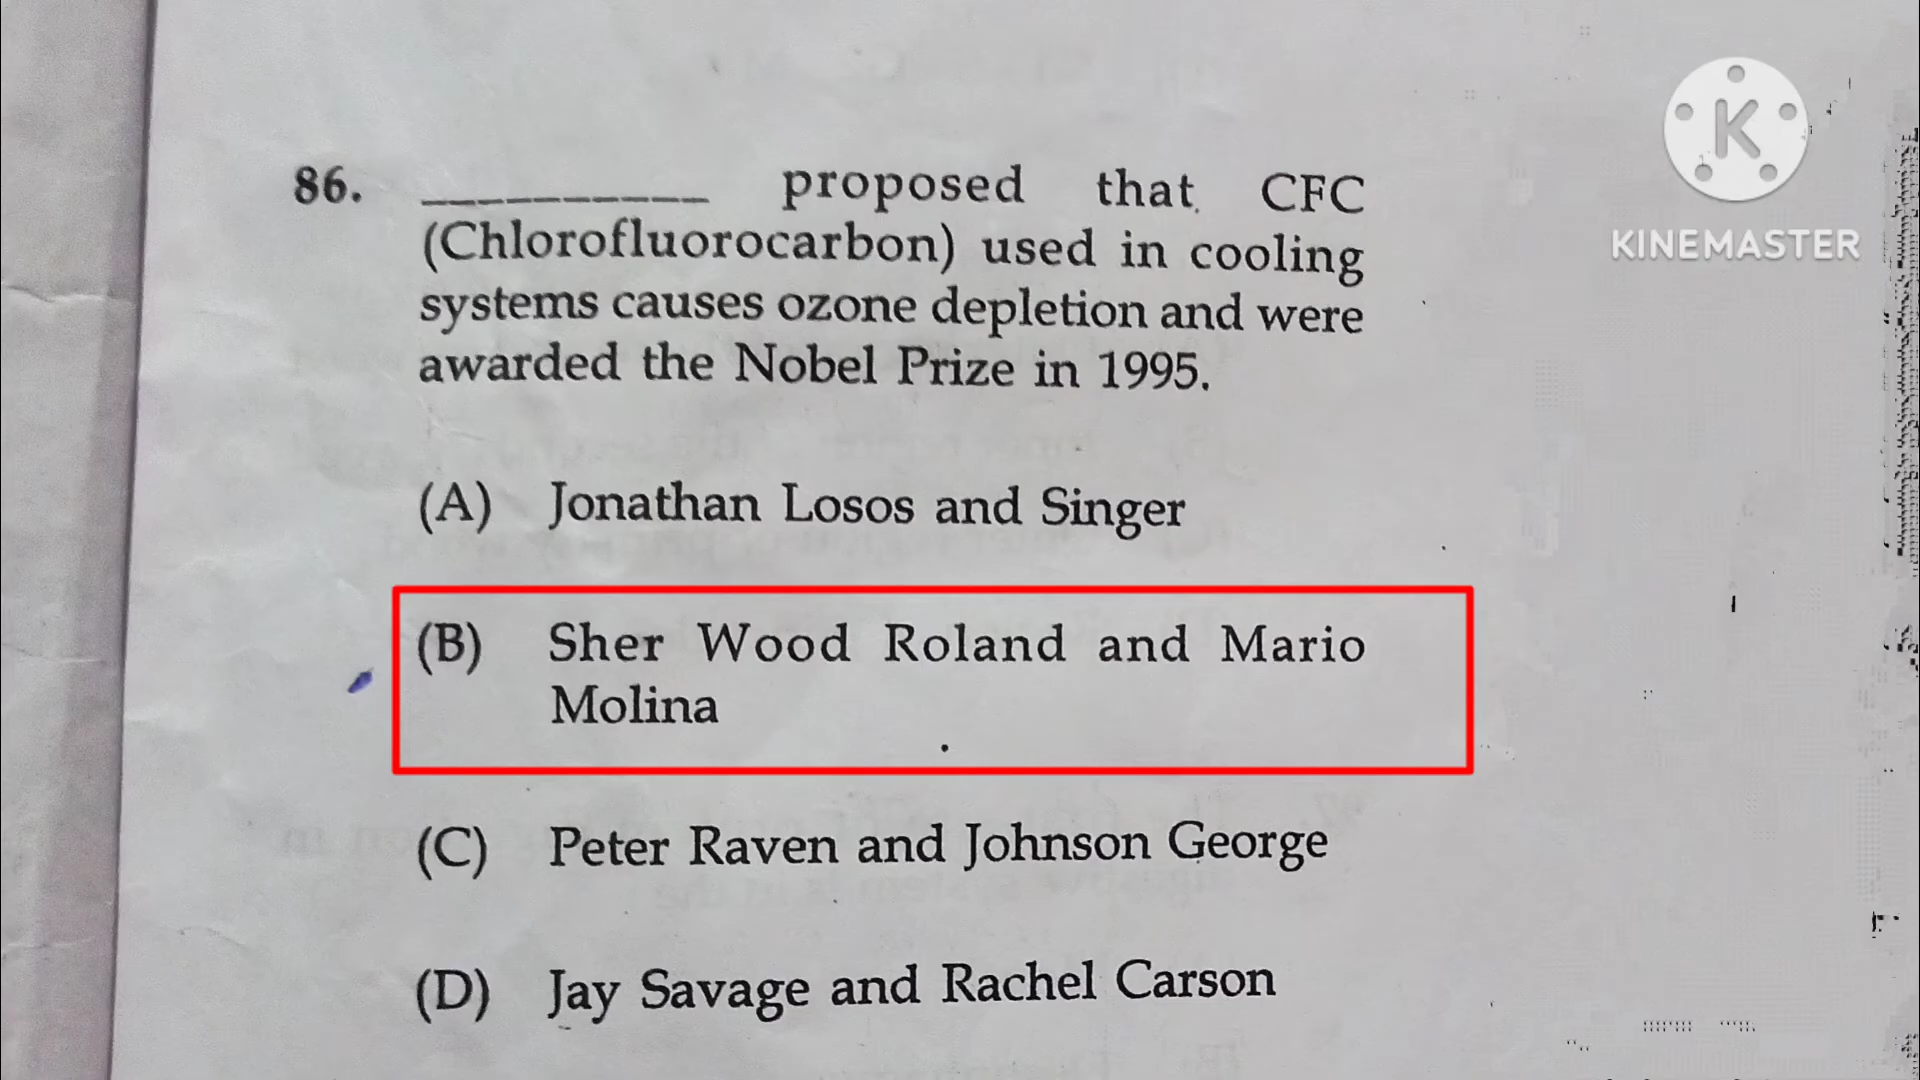 86. __________ proposed that CFC
(Chlorofluorocarbon) used in cooling
systems causes ozone depletion and were
awarded the Nobel Prize in 1995.
(A) Jonathan Losos and Singer
(B) Sher Wood Roland and Mario
Molina
(C) Peter Raven and Johnson George
(D) Jay Savage and Rachel Carson
K
KINEMASTER